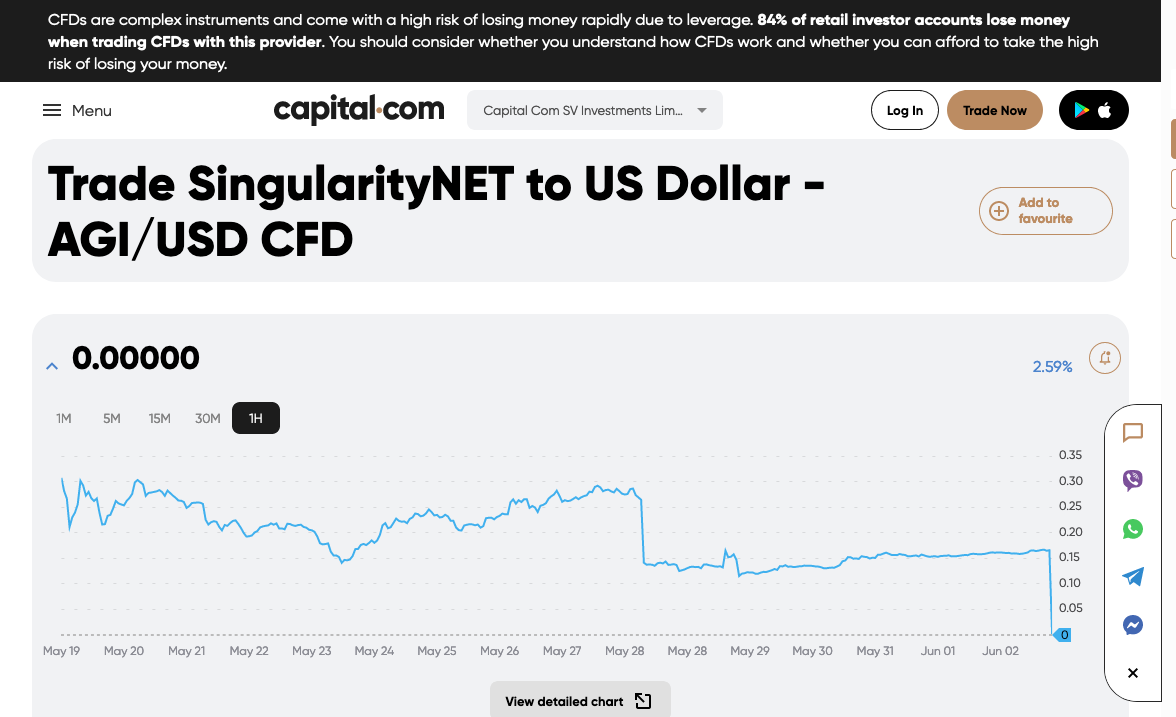 CFDs are complex instruments and come with a high risk of losing money rapidly due to leverage. 84% of retail investor accounts lose money
when trading CFDs with this provider. You should consider whether you understand how CFDs work and whether you can afford to take the high
risk of losing your money.
Menu
capital.com
Capital Com SV Investments Lim...
Log In
Trade Now
Trade SingularityNET to US Dollar -
AGI/USD CFD
Add to
favourite
0.00000
2.59%
1M 5M 15M 30M 1H
0.35
0.30
0.25
0.20
0.15
0.10
0.05
0
May 19 May 20 May 21 May 22 May 23 May 24 May 25 May 26 May 27 May 28 May 28 May 29 May 30 May 31 Jun 01 Jun 02
View detailed chart